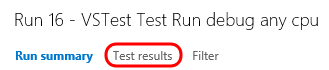 Run 16 - VSTest Test Run debug any cpu
Run summary Test results Filter